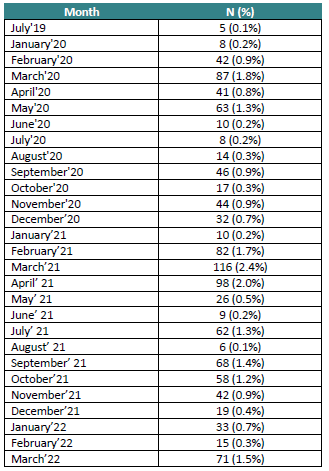 Month N (%)
July'19 5 (0.1%)
January'20 8 (0.2%)
February'20 42 (0.9%)
March'20 87 (1.8%)
April'20 41 (0.8%)
May'20 63 (1.3%)
June'20 10 (0.2%)
July'20 8 (0.2%)
August'20 14 (0.3%)
September'20 46 (0.9%)
October'20 17 (0.3%)
November'20 44 (0.9%)
December'20 32 (0.7%)
January’21 10 (0.2%)
February’21 82 (1.7%)
March’21 116 (2.4%)
April’ 21 98 (2.0%)
May’ 21 26 (0.5%)
June’ 21 9 (0.2%)
July’ 21 62 (1.3%)
August’ 21 6 (0.1%)
September’ 21 68 (1.4%)
October’21 58 (1.2%)
November’21 42 (0.9%)
December’21 19 (0.4%)
January’22 33 (0.7%)
February’22 15 (0.3%)
March’22 71 (1.5%)